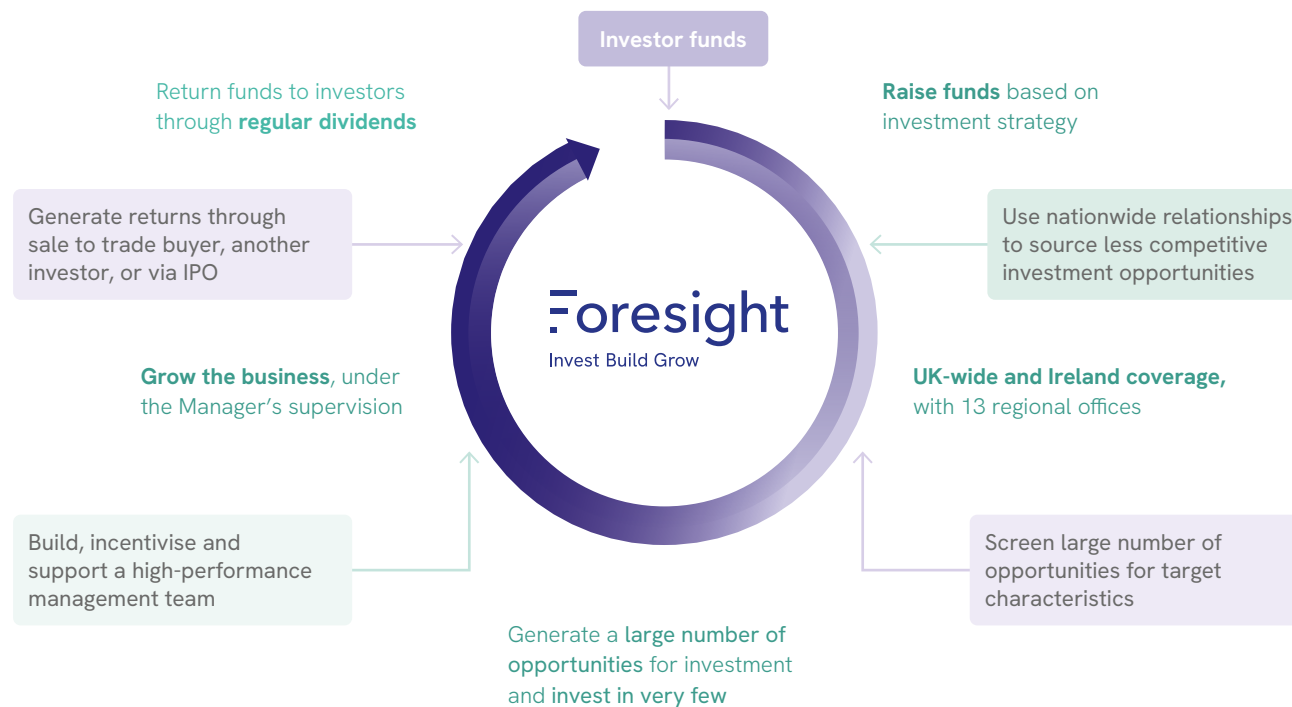 Investor funds
Return funds to investors
through regular dividends
Raise funds based on
investment strategy
Generate returns through
sale to trade buyer, another
investor, or via IPO
Use nationwide relationships
to source less competitive
investment opportunities
Foresight
Invest Build Grow
Grow the business, under
the Manager’s supervision
UK-wide and Ireland coverage,
with 13 regional offices
Build, incentivise and
support a high-performance
management team
Screen large number of
opportunities for target
characteristics
Generate a large number of
opportunities for investment
and invest in very few